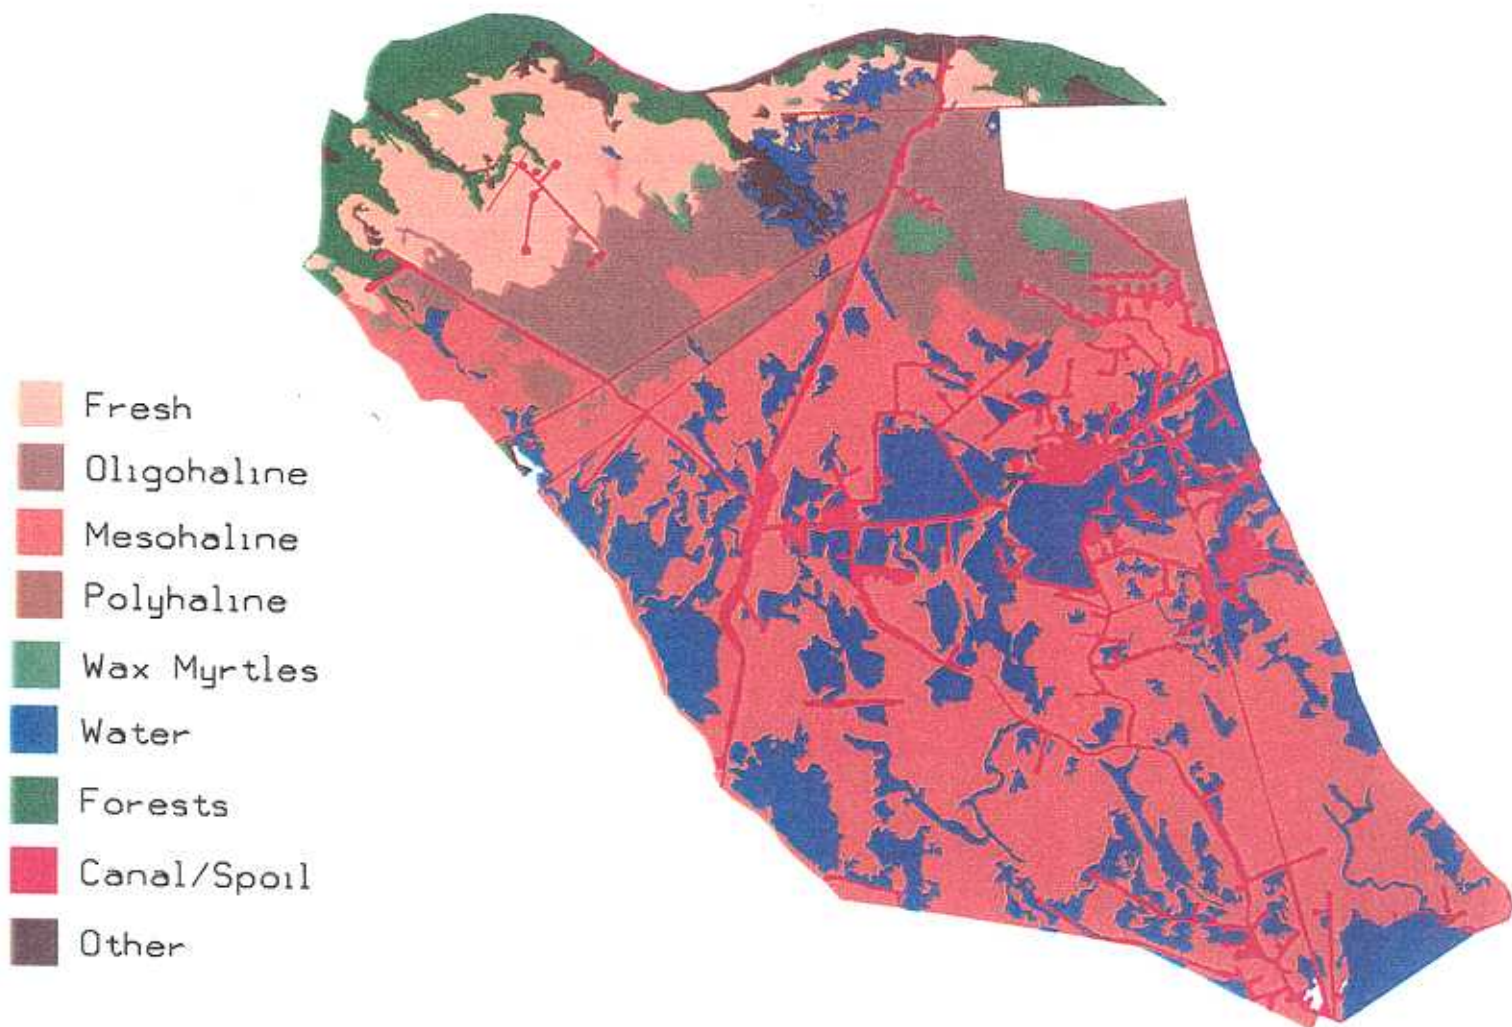 Fresh
Oligohaline
Mesohaline
Polyhaline
Wax Myrtles
Water
Forests
Canal/Spoil
Other